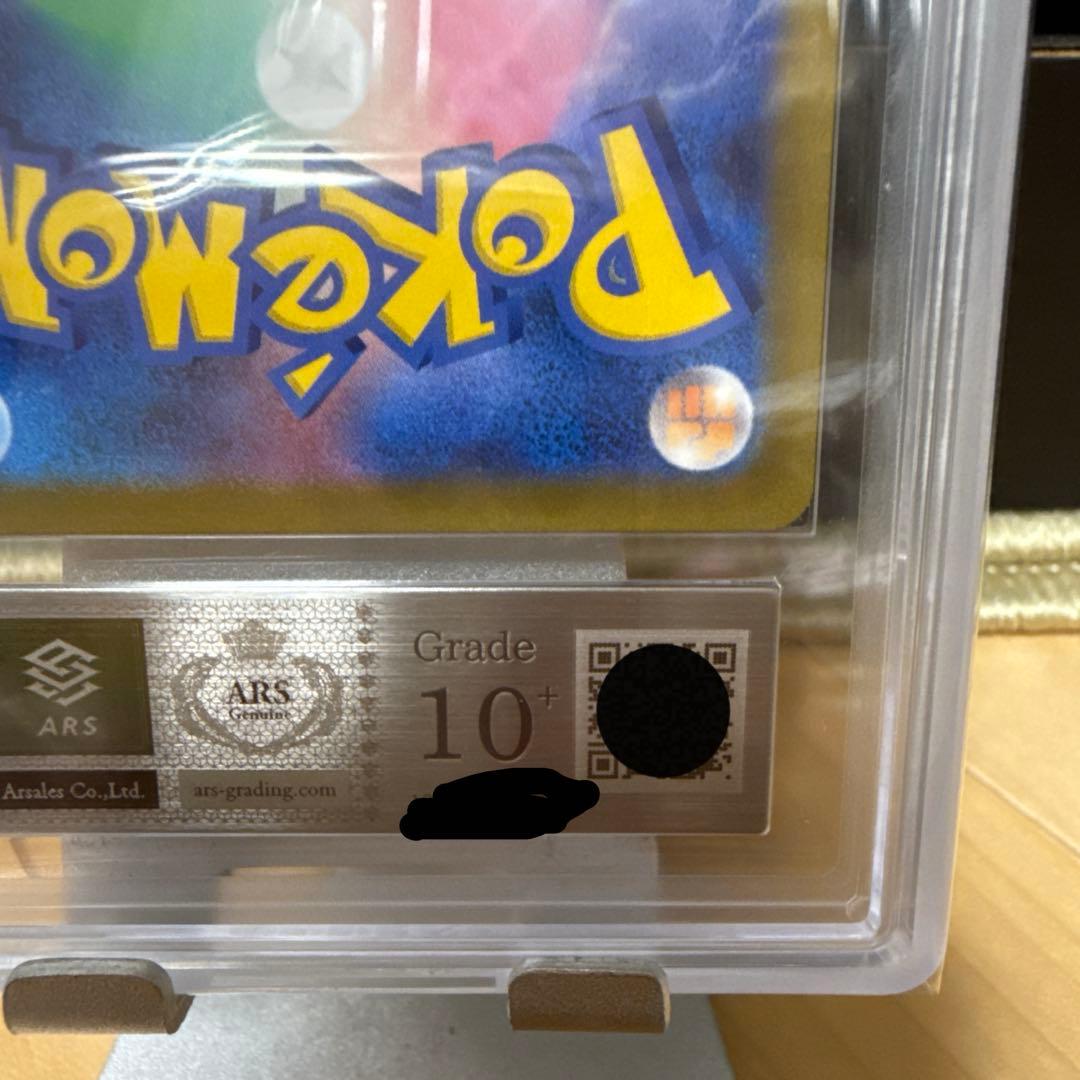 Pokémon
ARS
Arsales Co.,Ltd.
ARS
Genuine
ars-grading.com
Grade
10+